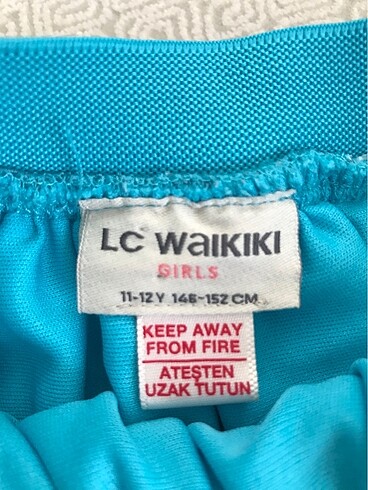 LC WAIKIKI
GIRLS
11-12 Y 146-152 CM
KEEP AWAY
FROM FIRE
ATEŞTEN
UZAK TUTUN